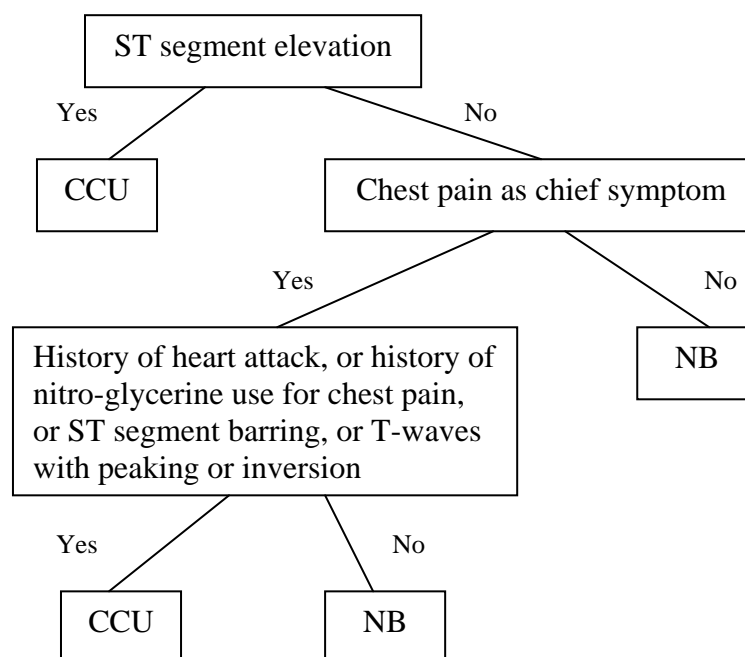 ST segment elevation
Yes
No
CCU
Chest pain as chief symptom
Yes
No
History of heart attack, or history of
nitro-glycerine use for chest pain,
or ST segment barring, or T-waves
with peaking or inversion
NB
Yes
No
CCU
NB